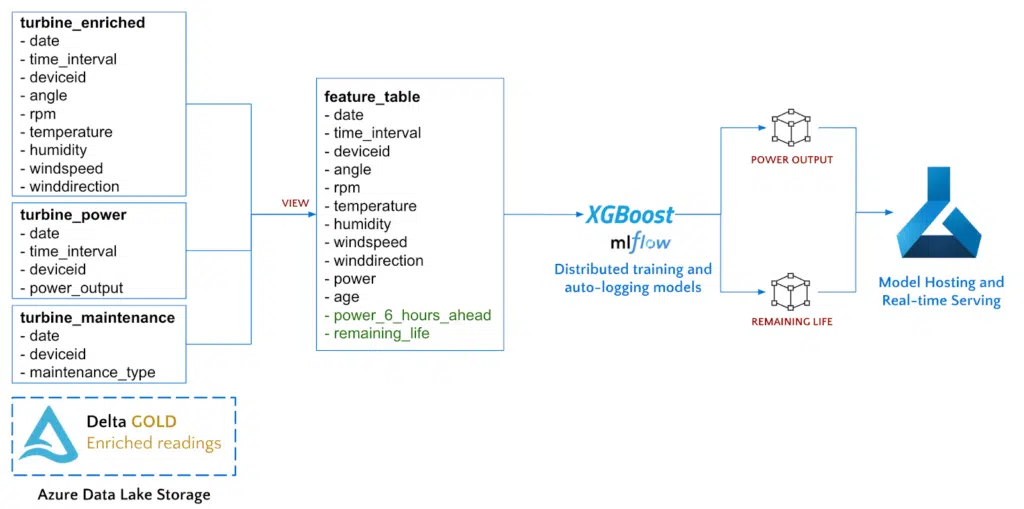 turbine_enriched
- date
- time_interval
- deviceid
- angle
- rpm
- temperature
- humidity
- windspeed
- winddirection
turbine_power
- date
- time_interval
- deviceid
- power_output
turbine_maintenance
- date
- deviceid
- maintenance_type
Delta GOLD
Enriched readings
Azure Data Lake Storage
VIEW
feature_table
- date
- time_interval
- deviceid
- angle
- rpm
- temperature
- humidity
- windspeed
- winddirection
- power
- age
- power_6_hours_ahead
- remaining_life
XGBoost
mlflow
Distributed training and
auto-logging models
POWER OUTPUT
REMAINING LIFE
Model Hosting and
Real-time Serving